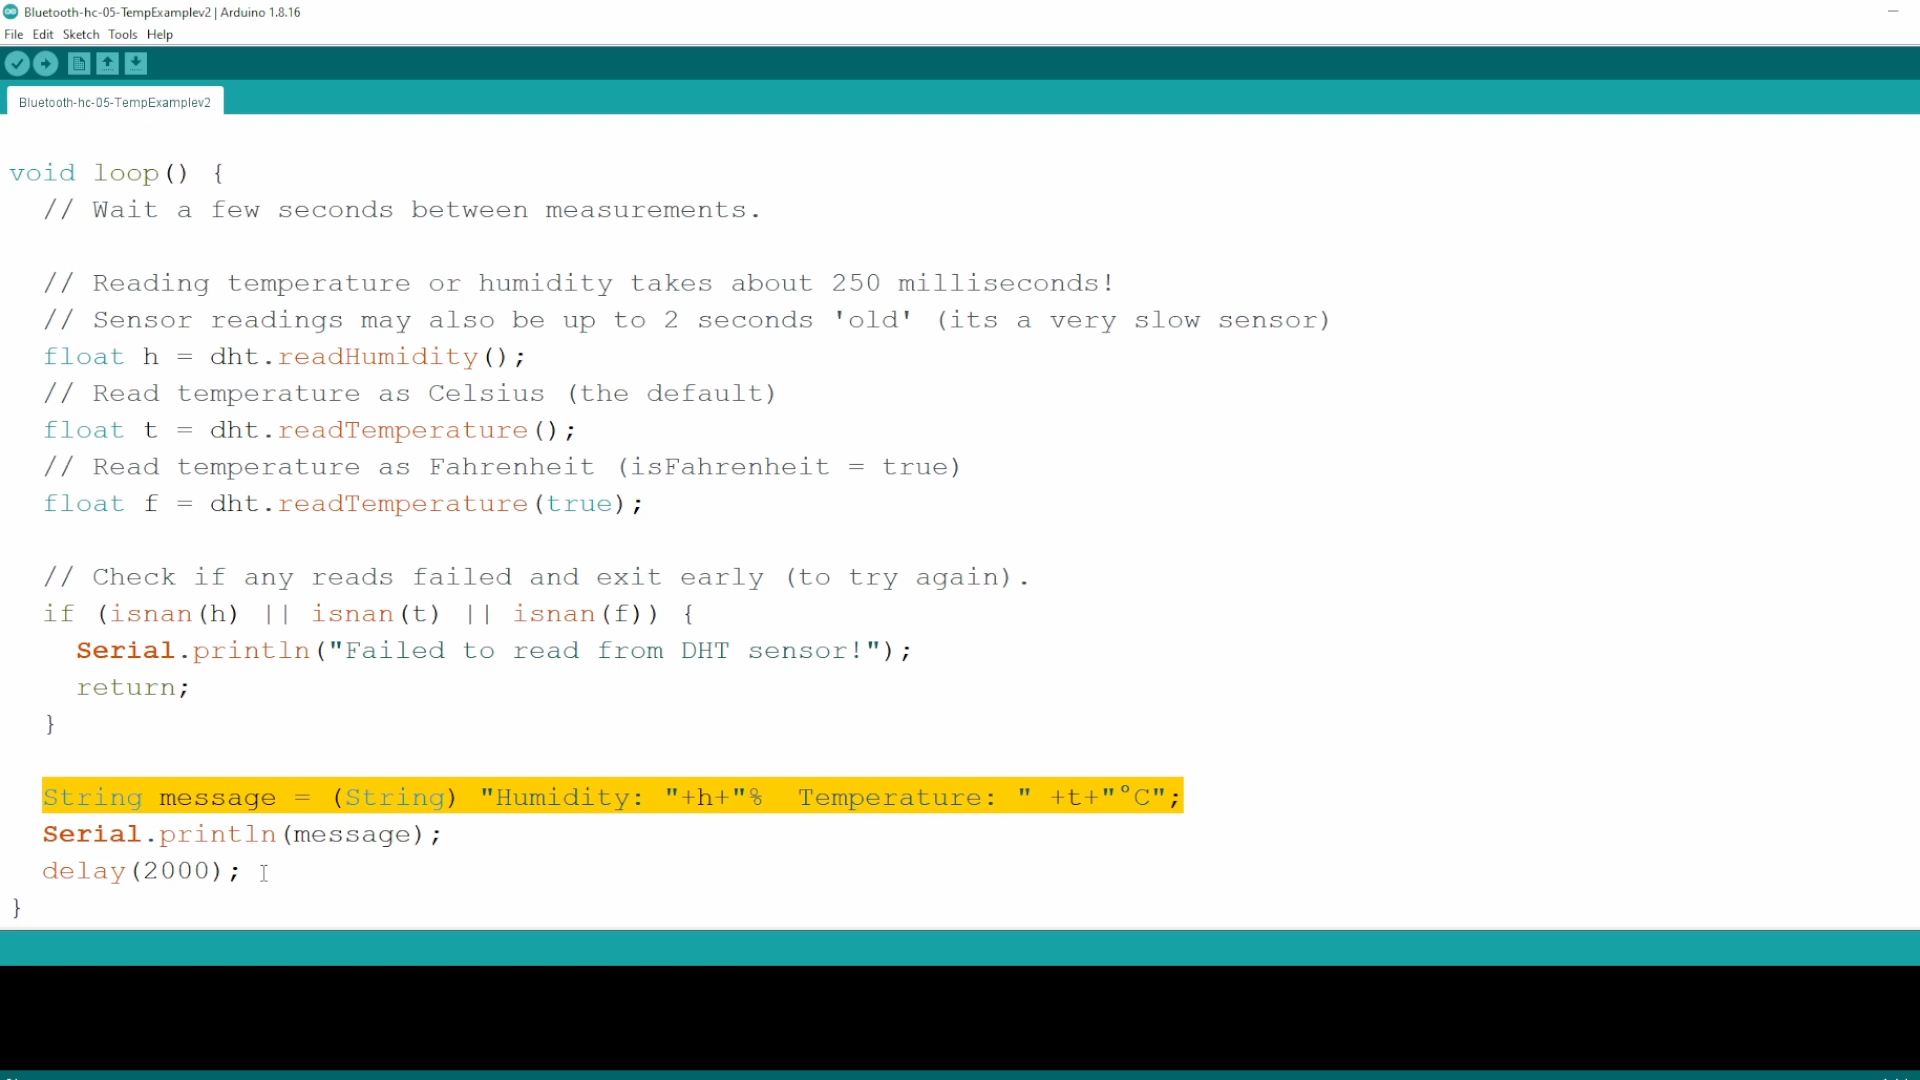 Bluetooth-hc-05-TempExamplev2 | Arduino 1.8.16
File Edit Sketch Tools Help
Bluetooth-hc-05-TempExamplev2
void loop() {
  // Wait a few seconds between measurements.
  // Reading temperature or humidity takes about 250 milliseconds!
  // Sensor readings may also be up to 2 seconds 'old' (its a very slow sensor)
  float h = dht.readHumidity();
  // Read temperature as Celsius (the default)
  float t = dht.readTemperature();
  // Read temperature as Fahrenheit (isFahrenheit = true)
  float f = dht.readTemperature(true);
  // Check if any reads failed and exit early (to try again).
  if (isnan(h) || isnan(t) || isnan(f)) {
    Serial.println("Failed to read from DHT sensor!");
    return;
  }
  String message = (String) "Humidity: "+h+"%  Temperature: " +t+"°C";
  Serial.println(message);
  delay(2000);
}